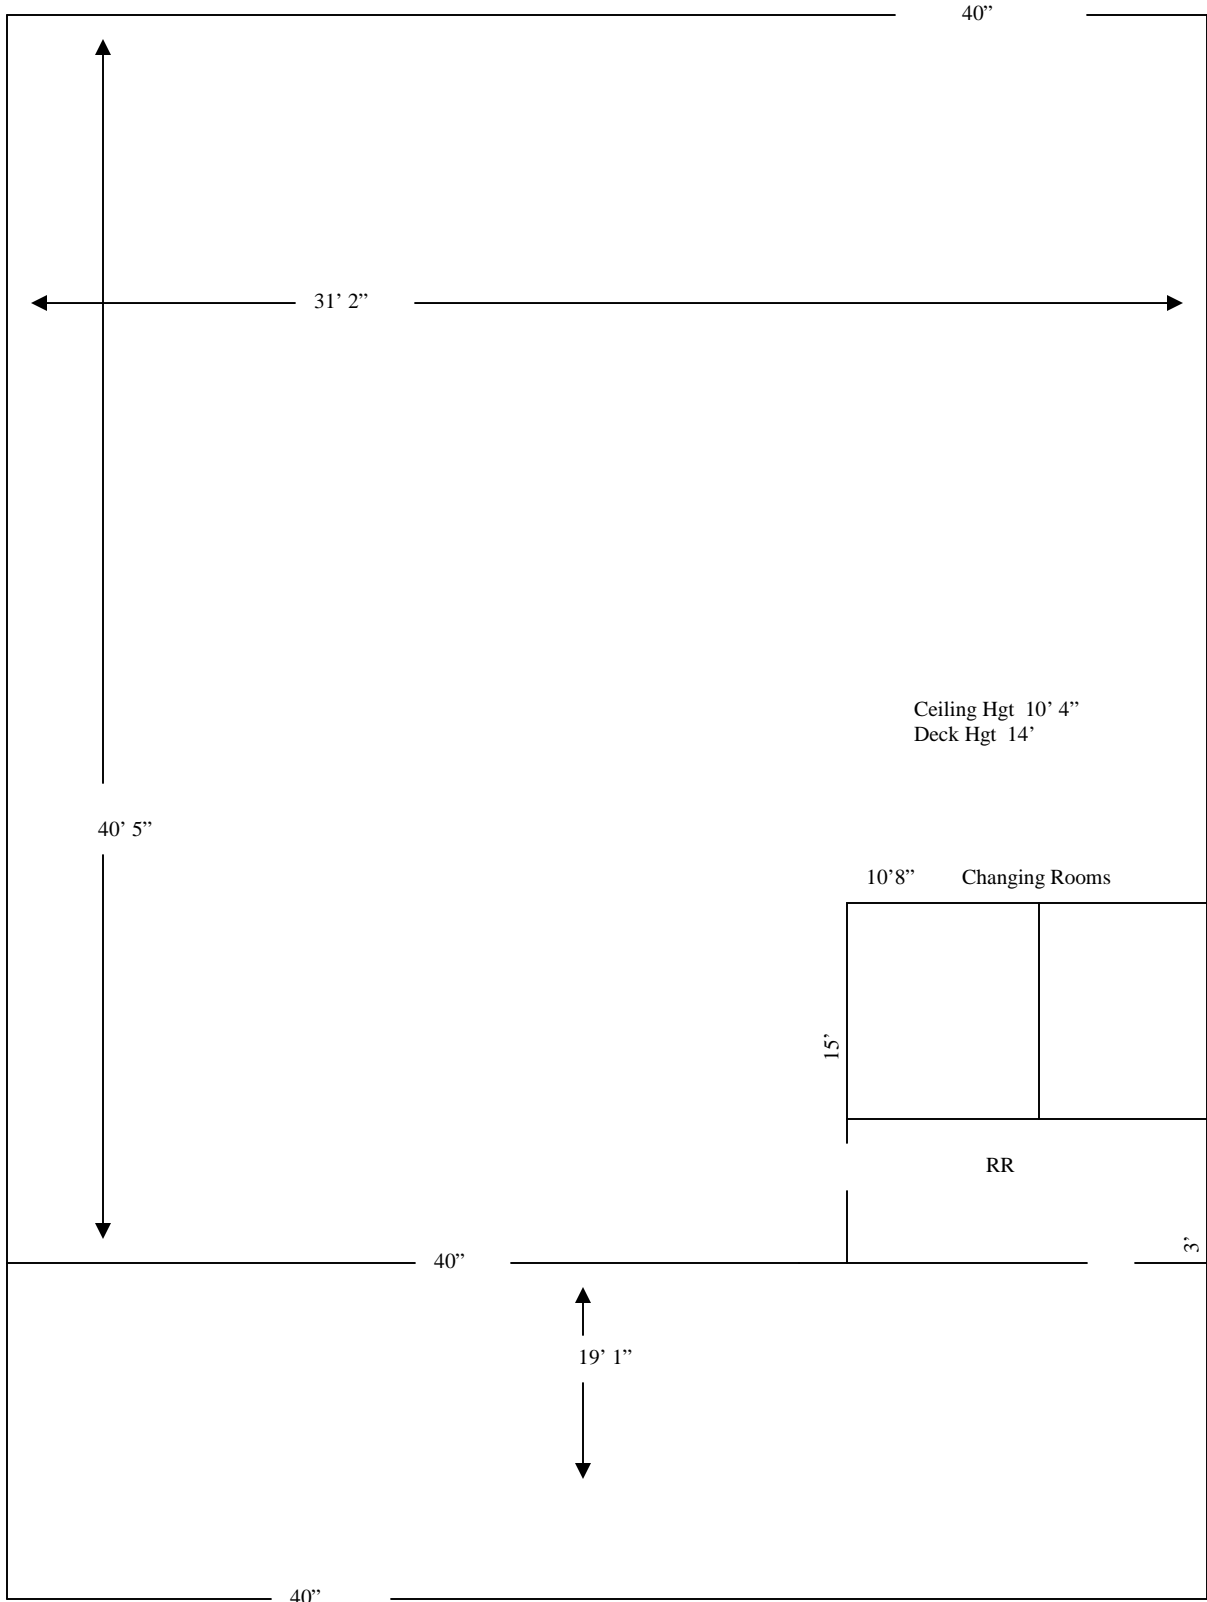 40”
31’ 2”
Ceiling Hgt 10’ 4”
Deck Hgt 14’
40’ 5”
10’8” Changing Rooms
15’
RR
3’
40”
19’ 1”
40”